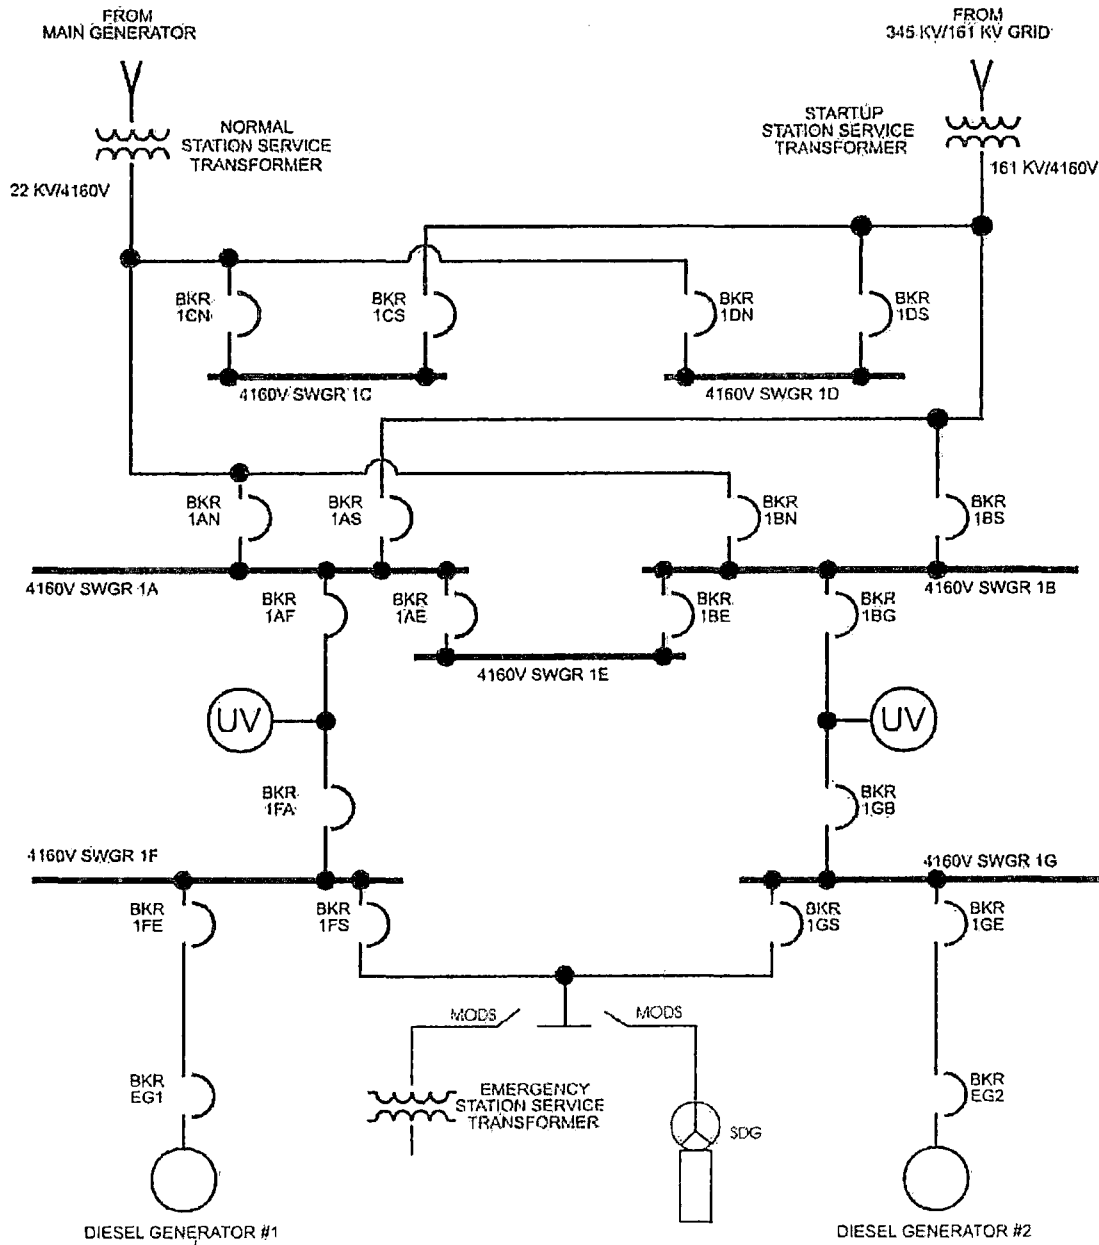 FROM
MAIN GENERATOR
FROM
345 KV/161 KV GRID
NORMAL
STATION SERVICE
TRANSFORMER
STARTUP
STATION SERVICE
TRANSFORMER
22 KV/4160V
161 KV/4160V
BKR
1CN
BKR
1CS
BKR
1DN
BKR
1DS
4160V SWGR 1C
4160V SWGR 1D
BKR
1AN
BKR
1AS
BKR
1BN
BKR
1BS
4160V SWGR 1A
4160V SWGR 1B
BKR
1AF
BKR
1AE
BKR
1BE
BKR
1BG
4160V SWGR 1E
UV
UV
BKR
1FA
BKR
1GB
4160V SWGR 1F
4160V SWGR 1G
BKR
1FE
BKR
1FS
BKR
1GS
BKR
1GE
MODS
MODS
BKR
EG1
EMERGENCY
STATION SERVICE
TRANSFORMER
SDG
BKR
EG2
DIESEL GENERATOR #1
DIESEL GENERATOR #2